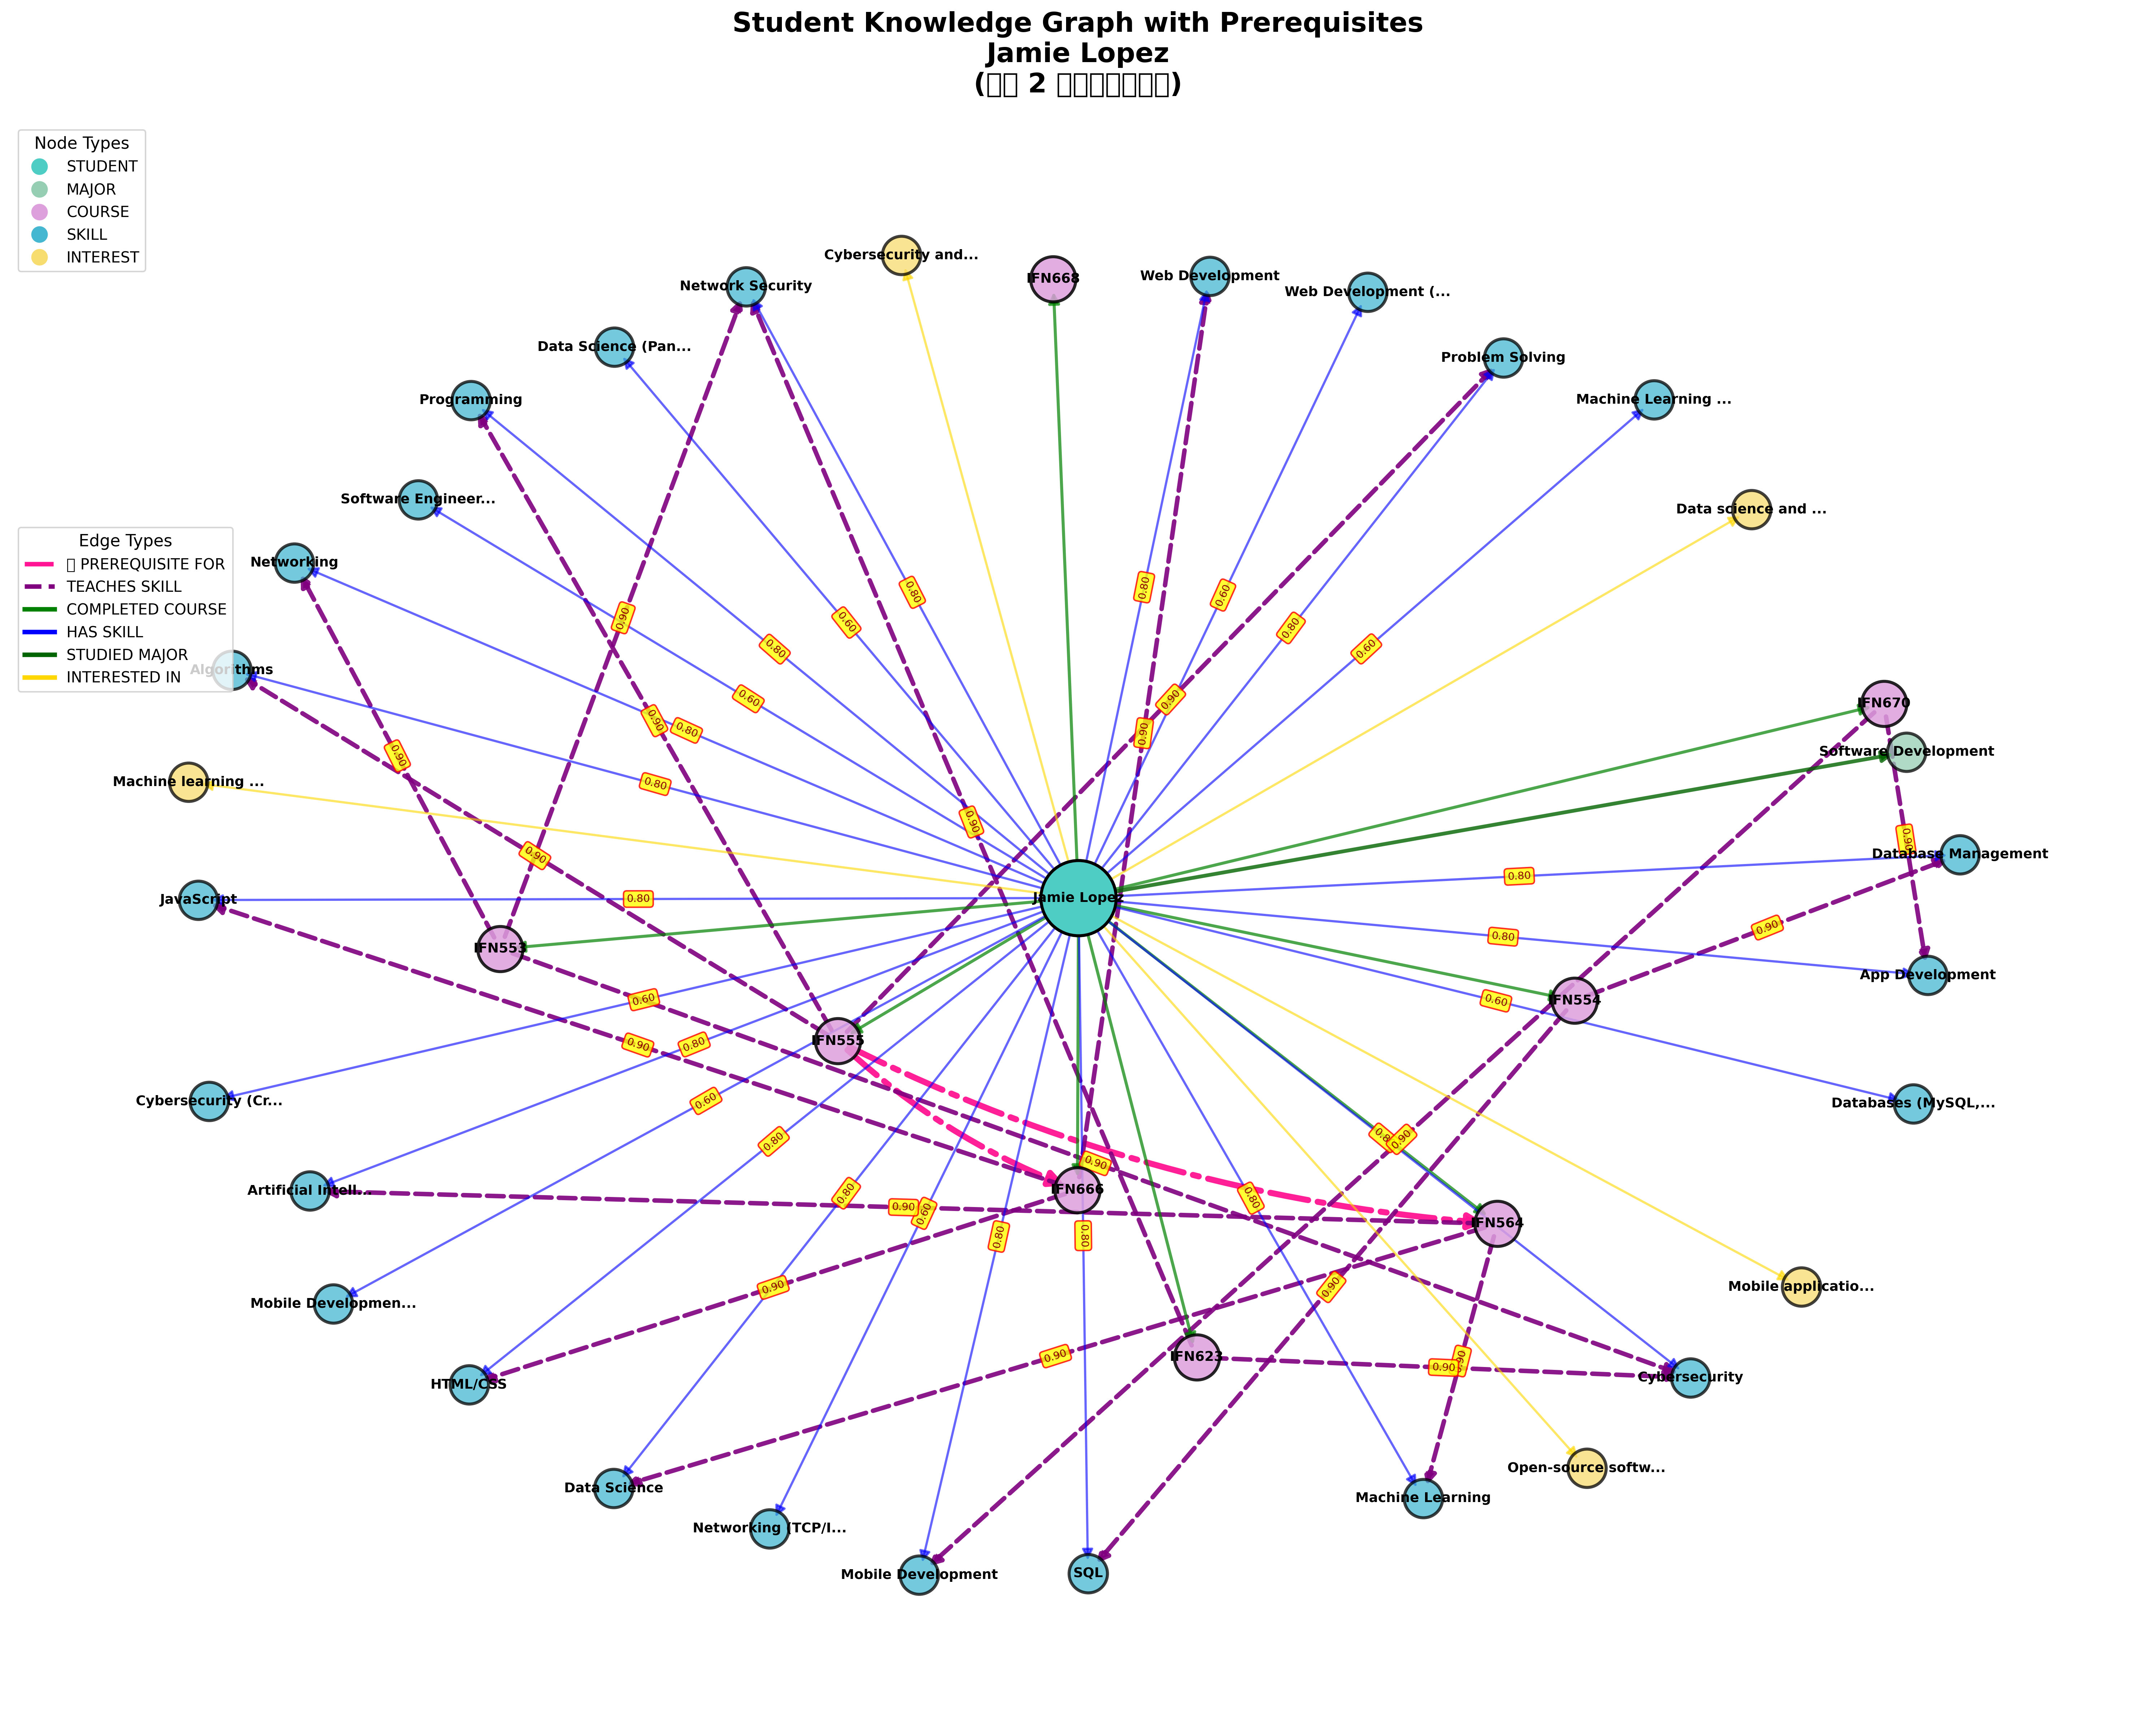 Student Knowledge Graph with Prerequisites
Jamie Lopez
( 2 )
Node Types
STUDENT
MAJOR
COURSE
SKILL
INTEREST
Edge Types
PREREQUISITE FOR
TEACHES SKILL
COMPLETED COURSE
HAS SKILL
STUDIED MAJOR
INTERESTED IN
Cybersecurity and...
IFN668
Web Development
Network Security
Web Development (...
Data Science (Pan...
Problem Solving
Programming
Machine Learning ...
Software Engineer...
Data science and ...
Networking
0.80
0.80
0.60
0.90
0.60
0.80
0.80
0.60
Algorithms
0.60
0.90
IFN670
0.90
0.80
0.90
0.90
Software Development
0.90
Machine learning ...
0.80
0.90
0.90
0.90
Database Management
0.80
JavaScript
0.80
Jamie Lopez
0.90
0.80
IFN553
App Development
0.60
0.60
IFN554
IFN555
0.90
0.80
Cybersecurity (Cr...
0.60
Databases (MySQL,...
0.80
0.8
0.90
0.90
Artificial Intell...
IFN666
0.80
0.80
0.90
0.60
IFN564
0.80
0.80
0.90
0.90
Mobile Developmen...
Mobile applicatio...
0.90
IFN623
0.90
0.90
HTML/CSS
Cybersecurity
Open-source softw...
Data Science
Machine Learning
Networking (TCP/I...
Mobile Development
SQL